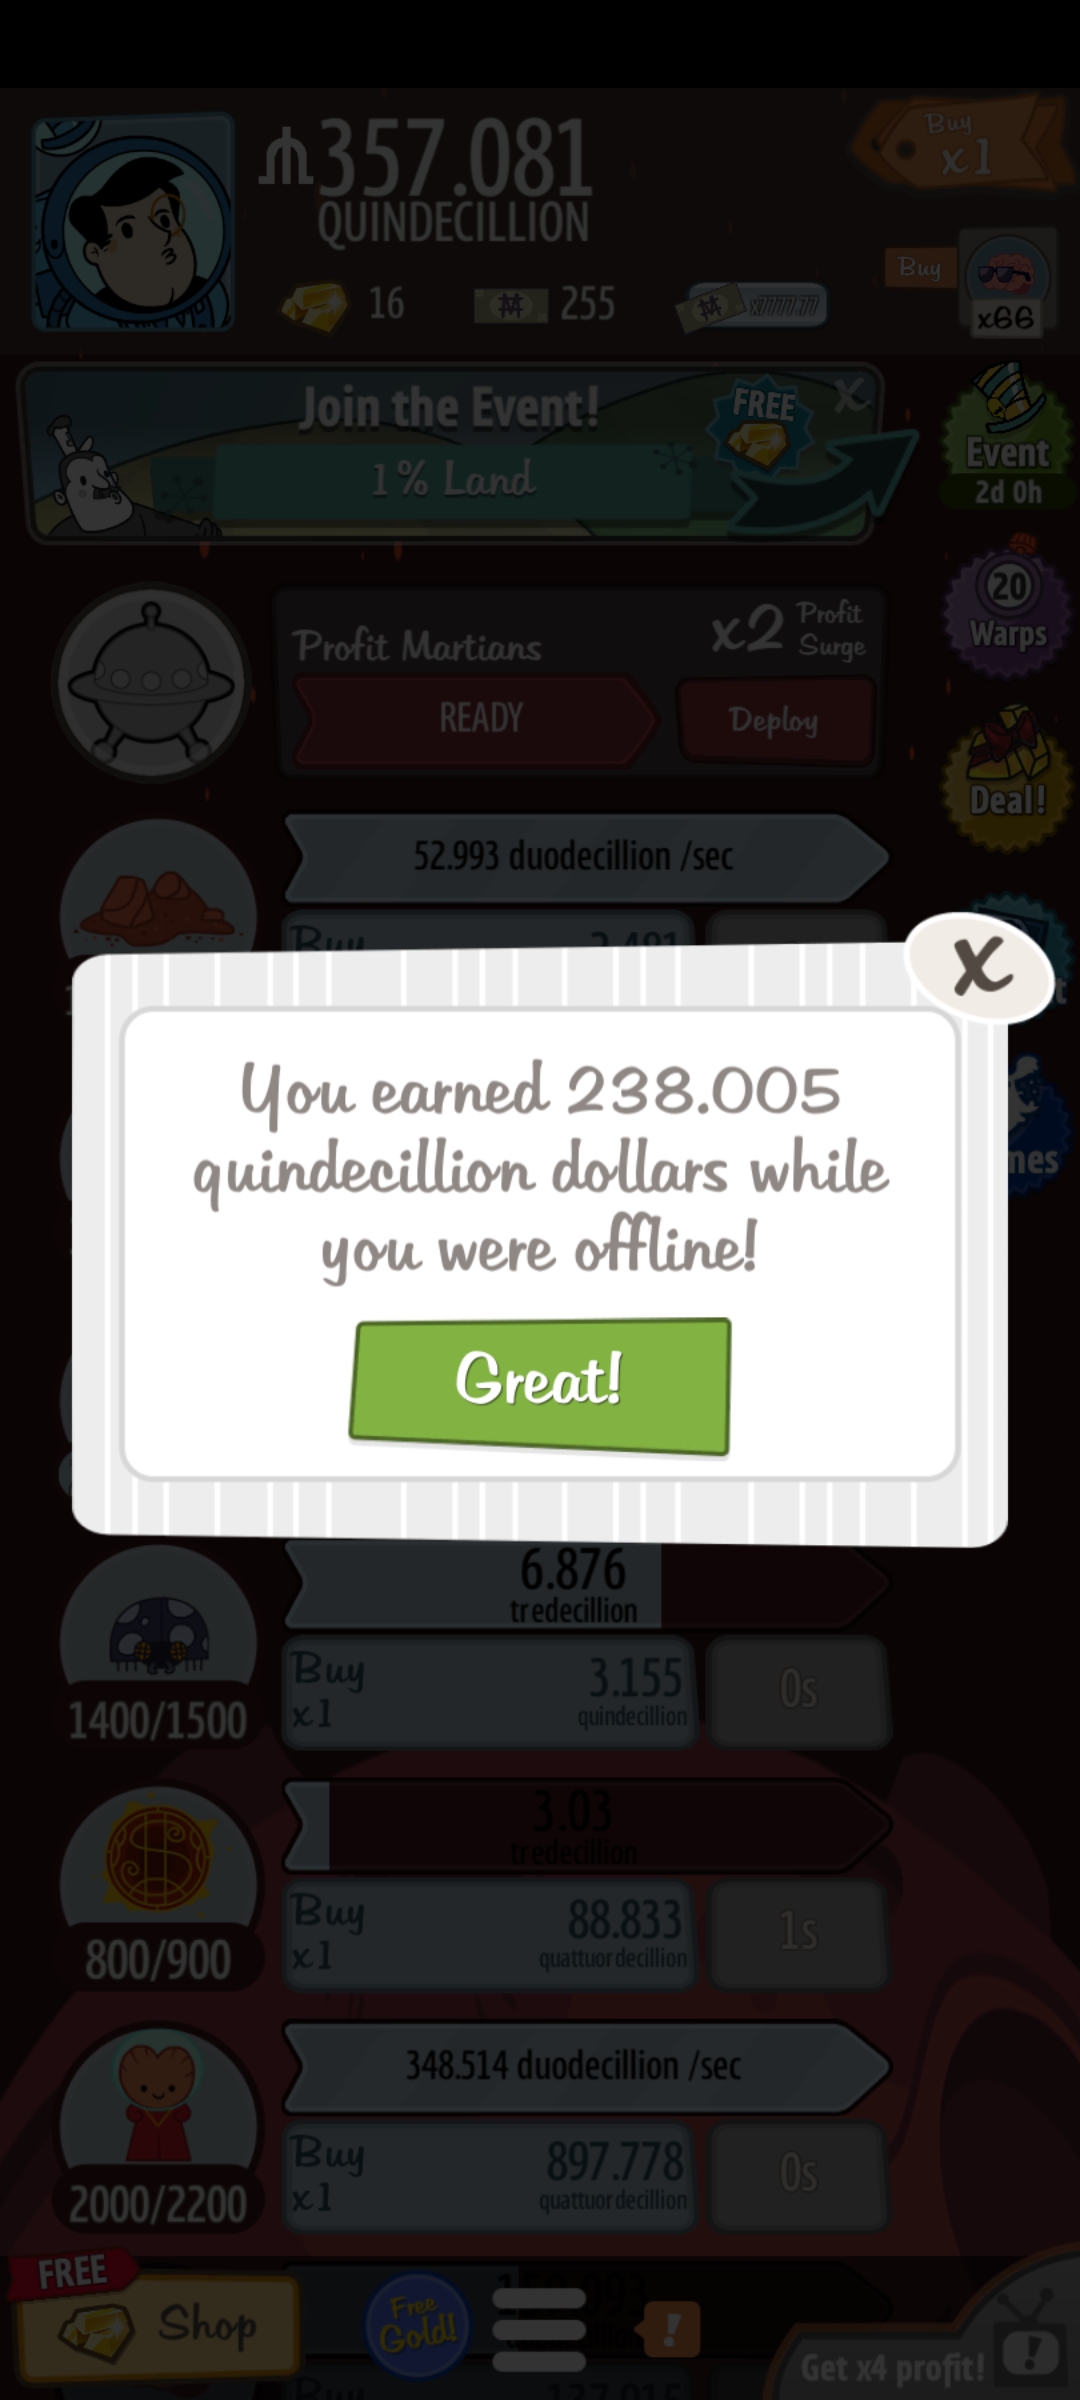 357.081
QUINDECILLION
Buy
x1
16
255
x7777.77
Buy
x66
Join the Event!
FREE
X
1% Land
Event
2d 0h
20
Warps
Profit Martians
x2 Profit
Surge
READY
Deploy
Deal!
52.993 duodecillion /sec
Buy
X
You earned 238.005
quindecillion dollars while
you were offline!
Great!
6.876
tredecillion
Buy
x1
3.155
quindecillion
0s
1400/1500
3.03
tredecillion
Buy
x1
88.833
quattuordecillion
1s
800/900
348.514 duodecillion /sec
Buy
x1
897.778
quattuordecillion
0s
2000/2200
FREE
Shop
Free
Gold!
!
Get x4 profit!
!
Buy